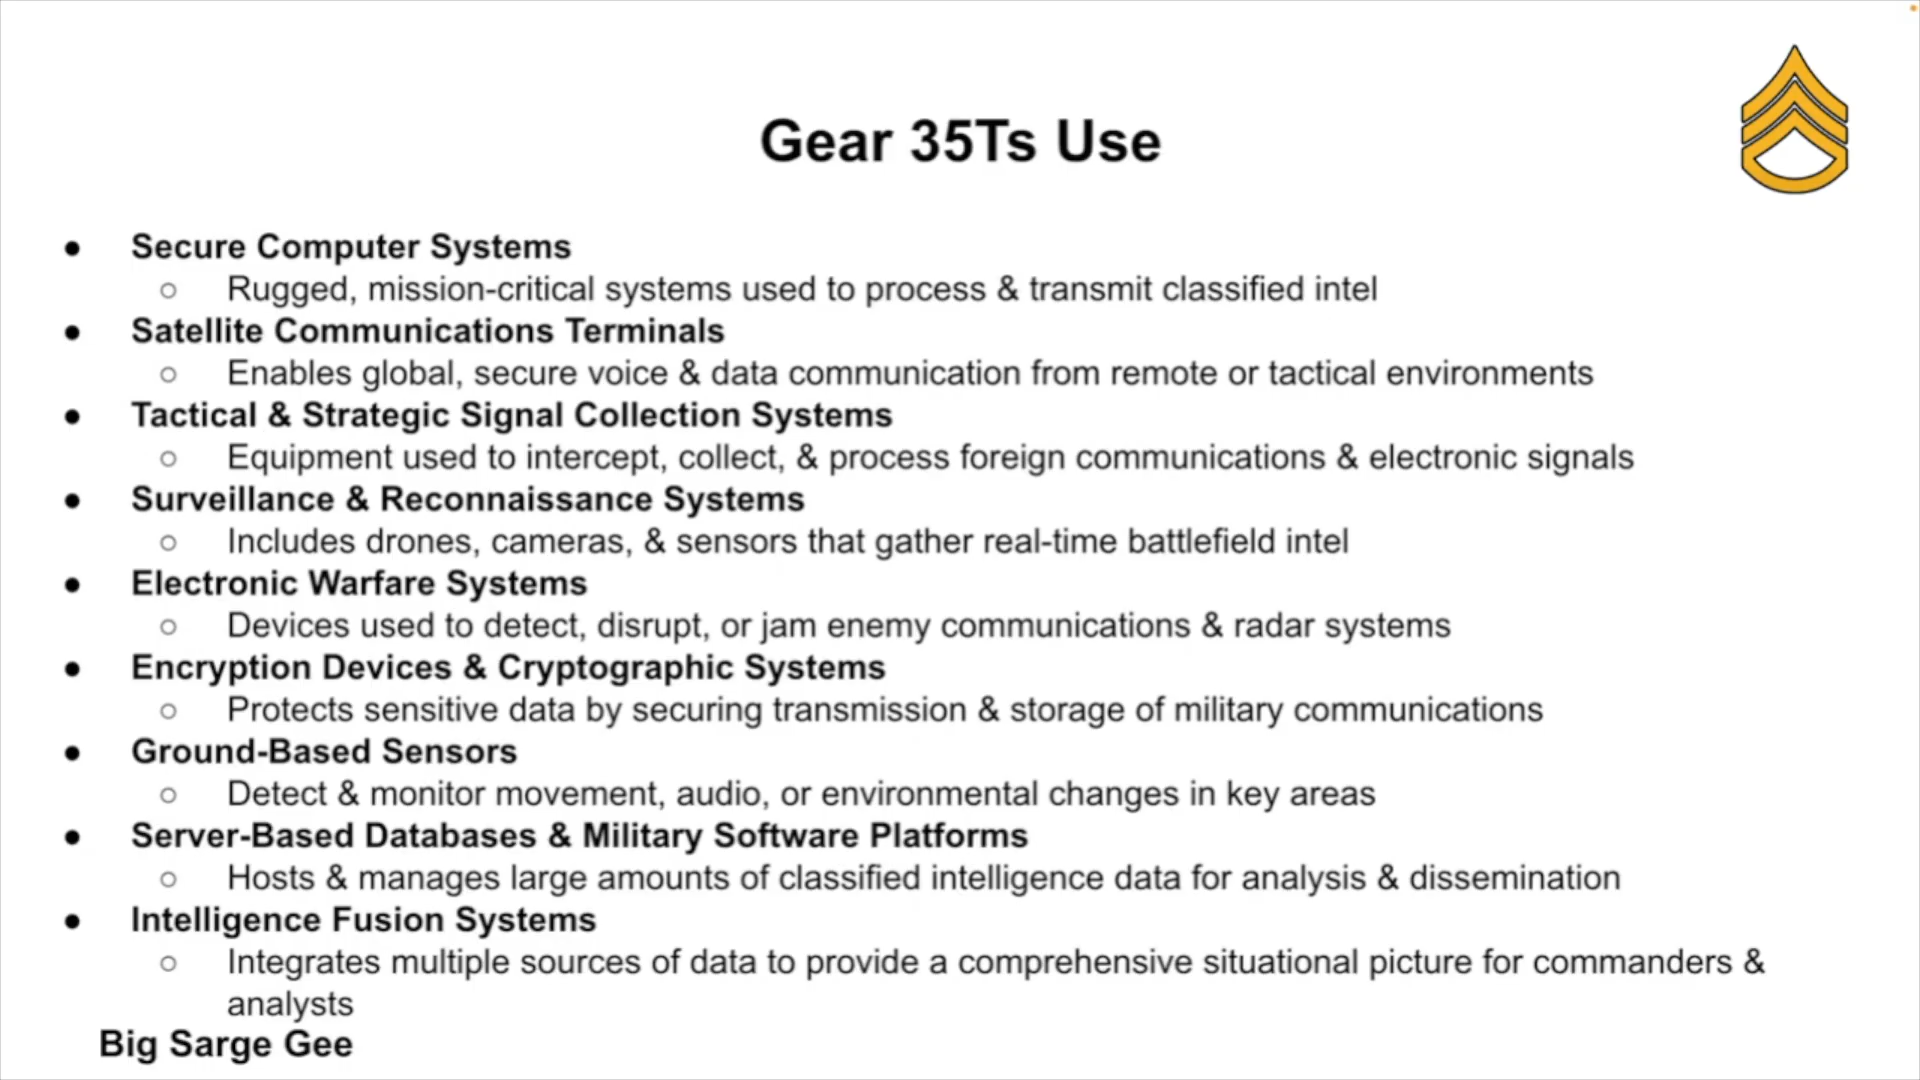 Gear 35Ts Use
● Secure Computer Systems
○ Rugged, mission-critical systems used to process & transmit classified intel
● Satellite Communications Terminals
○ Enables global, secure voice & data communication from remote or tactical environments
● Tactical & Strategic Signal Collection Systems
○ Equipment used to intercept, collect, & process foreign communications & electronic signals
● Surveillance & Reconnaissance Systems
○ Includes drones, cameras, & sensors that gather real-time battlefield intel
● Electronic Warfare Systems
○ Devices used to detect, disrupt, or jam enemy communications & radar systems
● Encryption Devices & Cryptographic Systems
○ Protects sensitive data by securing transmission & storage of military communications
● Ground-Based Sensors
○ Detect & monitor movement, audio, or environmental changes in key areas
● Server-Based Databases & Military Software Platforms
○ Hosts & manages large amounts of classified intelligence data for analysis & dissemination
● Intelligence Fusion Systems
○ Integrates multiple sources of data to provide a comprehensive situational picture for commanders &
analysts
Big Sarge Gee